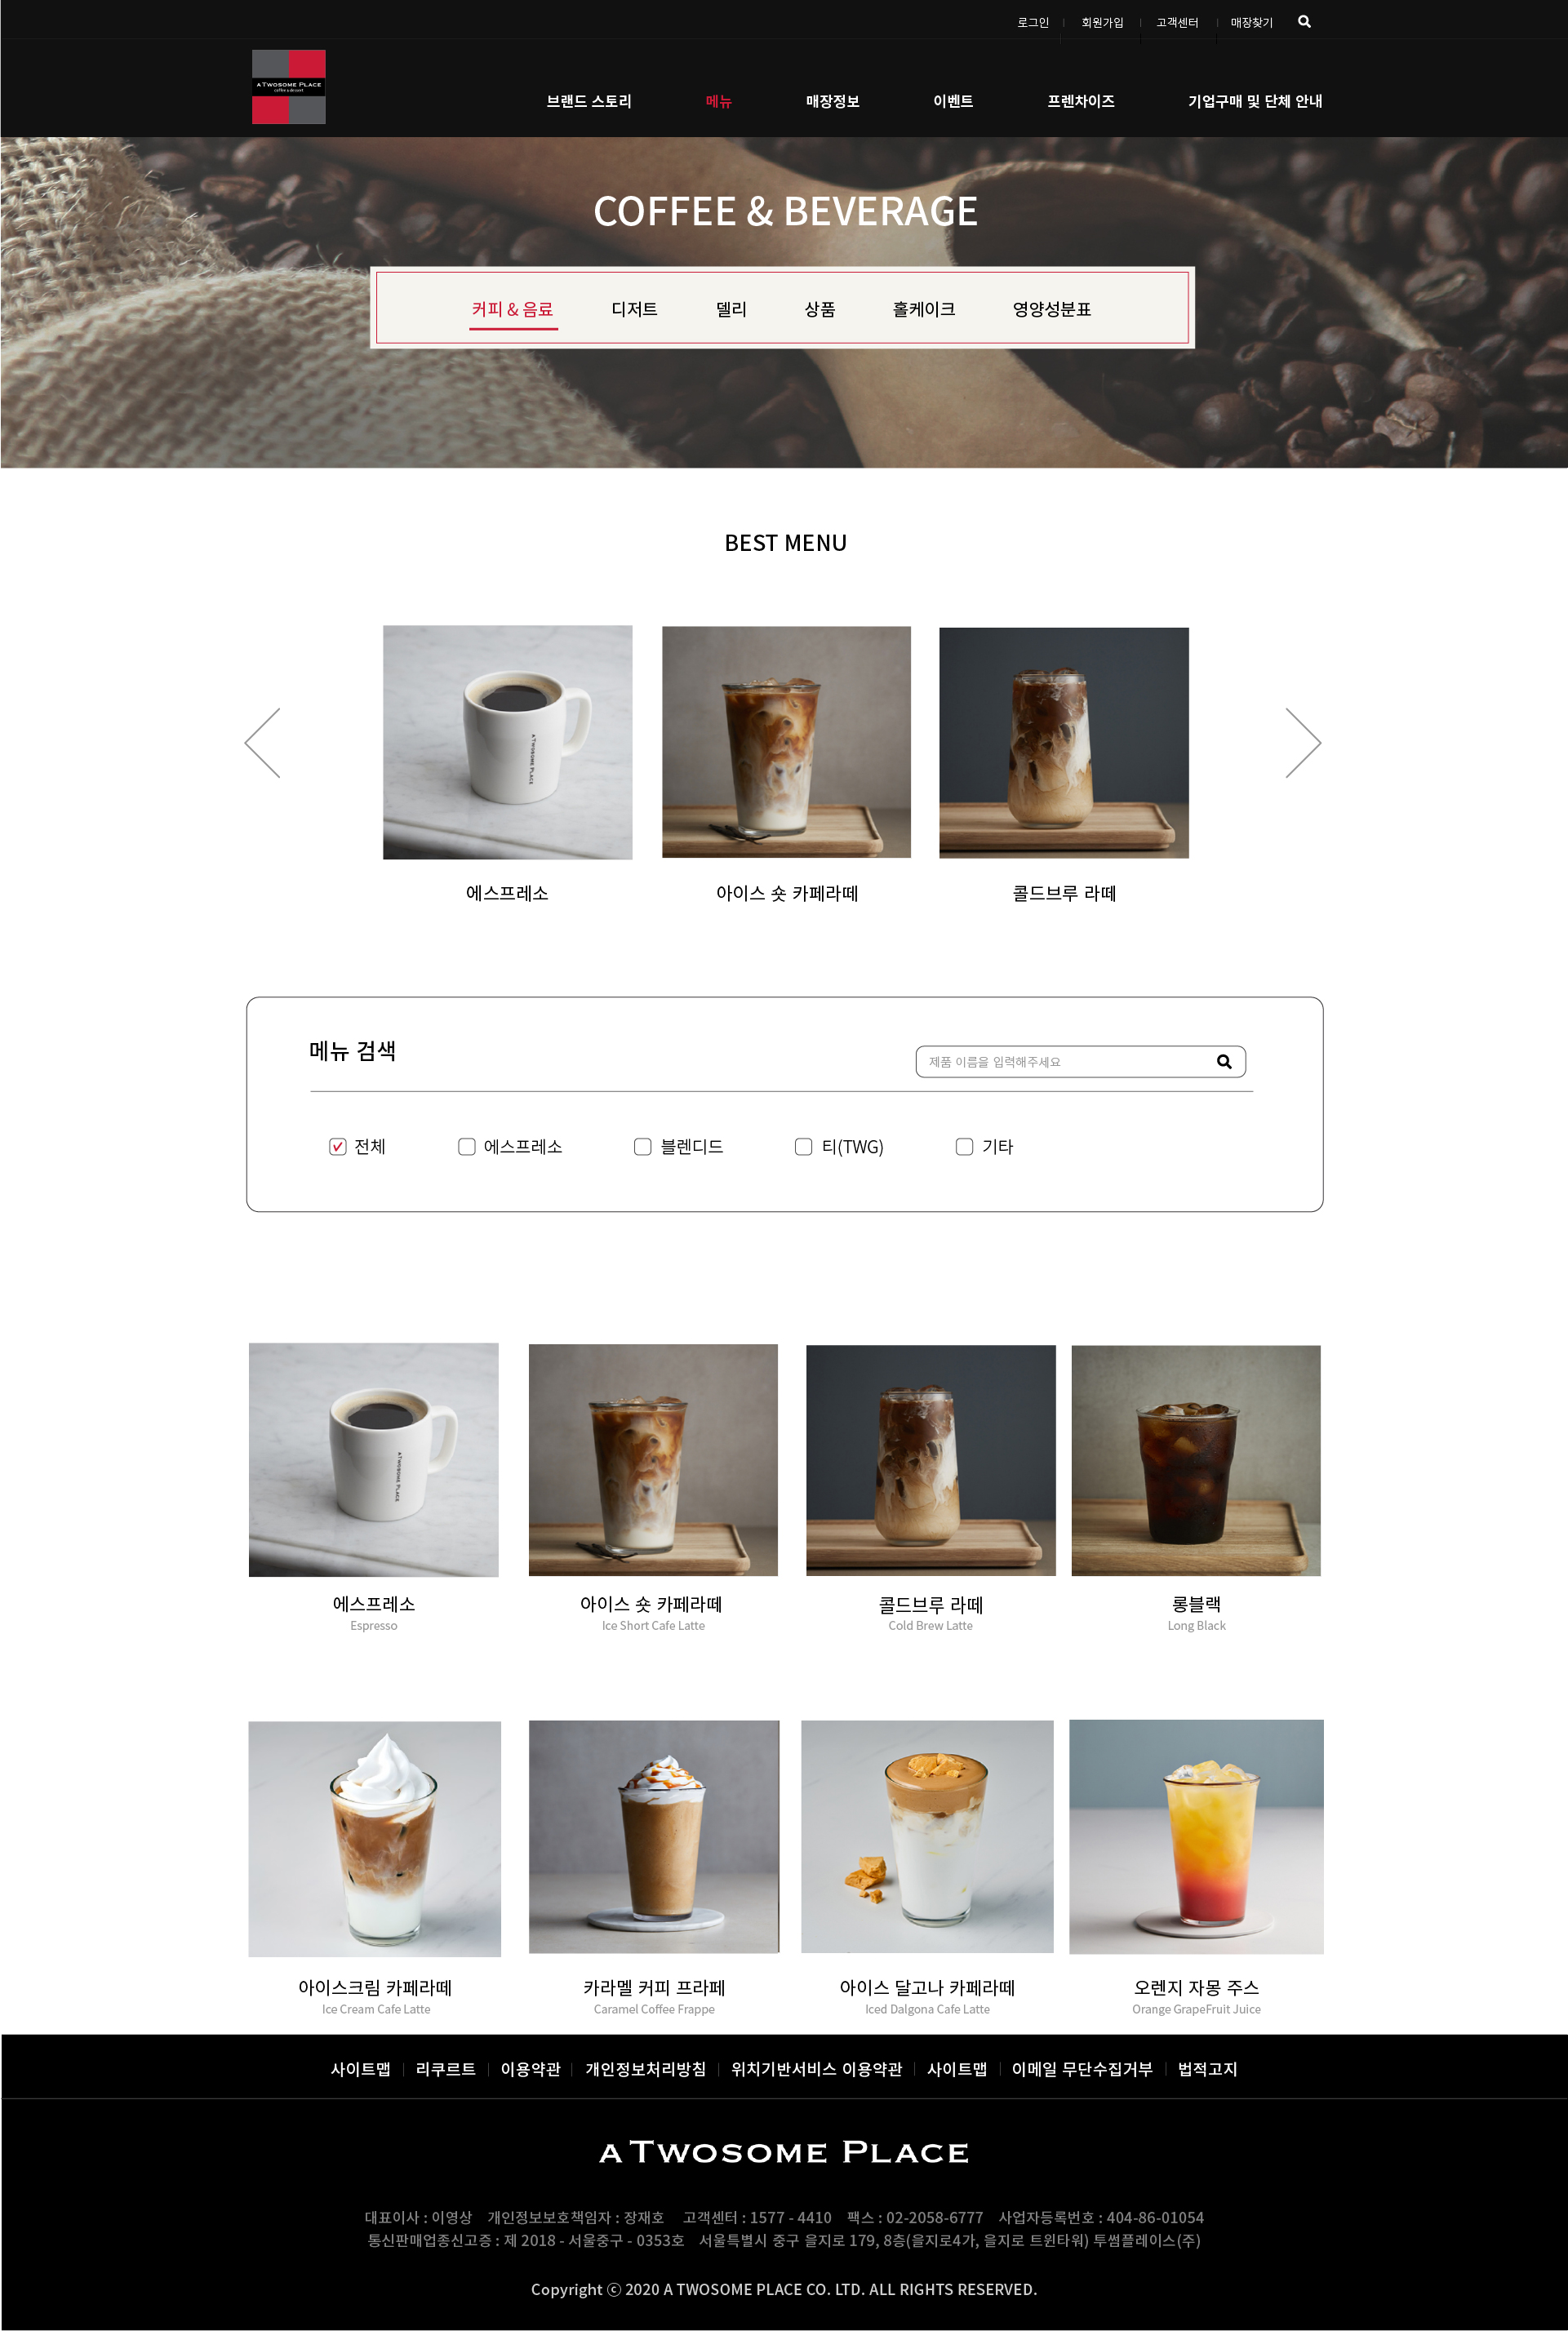 로그인 회원가입 고객센터 매장찾기
A TWOSOME PLACE
coffee & dessert
브랜드 스토리 메뉴 매장정보 이벤트 프렌차이즈 기업구매 및 단체 안내
COFFEE & BEVERAGE
커피 & 음료 디저트 델리 상품 홀케이크 영양성분표
BEST MENU
A TWOSOME PLACE
에스프레소 아이스 숏 카페라떼 콜드브루 라떼
메뉴 검색
제품 이름을 입력해주세요
전체 에스프레소 블렌디드 티(TWG) 기타
A TWOSOME PLACE
에스프레소 아이스 숏 카페라떼 콜드브루 라떼 롱블랙
Espresso Ice Short Cafe Latte Cold Brew Latte Long Black
아이스크림 카페라떼 카라멜 커피 프라페 아이스 달고나 카페라떼 오렌지 자몽 주스
Ice Cream Cafe Latte Caramel Coffee Frappe Iced Dalgona Cafe Latte Orange GrapeFruit Juice
사이트맵 리쿠르트 이용약관 개인정보처리방침 위치기반서비스 이용약관 사이트맵 이메일 무단수집거부 법적고지
A TWOSOME PLACE
대표이사 : 이영상 개인정보보호책임자 : 장재호 고객센터 : 1577 - 4410 팩스 : 02-2058-6777 사업자등록번호 : 404-86-01054
통신판매업종신고증 : 제 2018 - 서울중구 - 0353호 서울특별시 중구 을지로 179, 8층(을지로4가, 을지로 트윈타워) 투썸플레이스(주)
Copyright ⓒ 2020 A TWOSOME PLACE CO. LTD. ALL RIGHTS RESERVED.